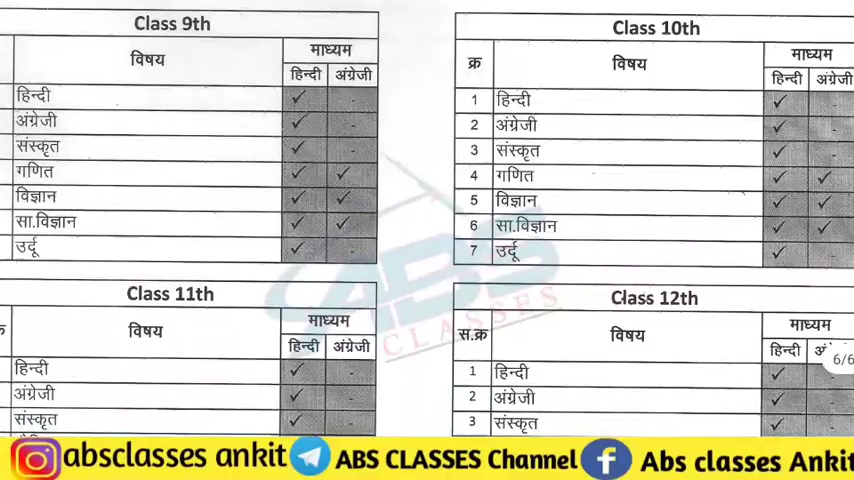 Class 9th
विषय
माध्यम
हिन्दी अंग्रेजी
हिन्दी ✓ -
अंग्रेजी ✓ -
संस्कृत ✓ -
गणित ✓ ✓
विज्ञान ✓ ✓
सा.विज्ञान ✓ ✓
उर्दू ✓ -
Class 10th
क्र विषय
माध्यम
हिन्दी अंग्रेजी
1 हिन्दी ✓ -
2 अंग्रेजी ✓ -
3 संस्कृत ✓ -
4 गणित ✓ ✓
5 विज्ञान ✓ ✓
6 सा.विज्ञान ✓ ✓
7 उर्दू ✓ -
Class 11th
विषय
माध्यम
हिन्दी अंग्रेजी
हिन्दी ✓ -
अंग्रेजी ✓ -
संस्कृत ✓ -
Class 12th
स.क्र विषय
माध्यम
हिन्दी
1 हिन्दी ✓ -
2 अंग्रेजी ✓ -
3 संस्कृत ✓ -
6/6
ABS
CLASSES
absclasses ankit ABS CLASSES Channel Abs classes Ankit